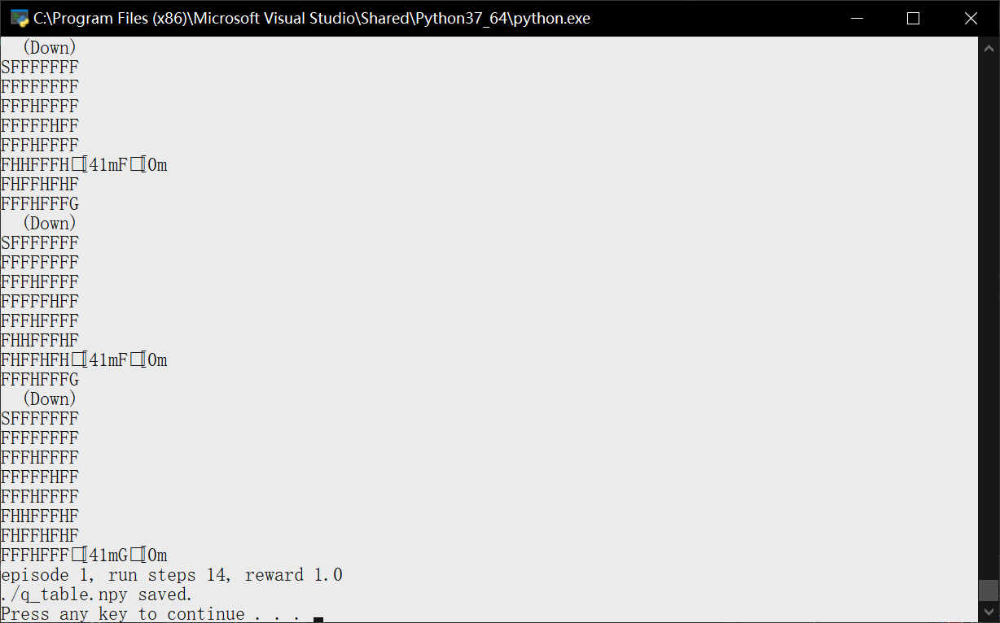 C:\Program Files (x86)\Microsoft Visual Studio\Shared\Python37_64\python.exe
  (Down)
SFFFFFFF
FFFFFFFF
FFFHFFFF
FFFFFHFF
FFFHFFFF
FHHFFFH□[41mF□[0m
FHFFHFHF
FFFHFFFG
  (Down)
SFFFFFFF
FFFFFFFF
FFFHFFFF
FFFFFHFF
FFFHFFFF
FHHFFFHF
FHFFHFH□[41mF□[0m
FFFHFFFG
  (Down)
SFFFFFFF
FFFFFFFF
FFFHFFFF
FFFFFHFF
FFFHFFFF
FHHFFFHF
FHFFHFHF
FFFHFFF□[41mG□[0m
episode 1, run steps 14, reward 1.0
./q_table.npy saved.
Press any key to continue . . .